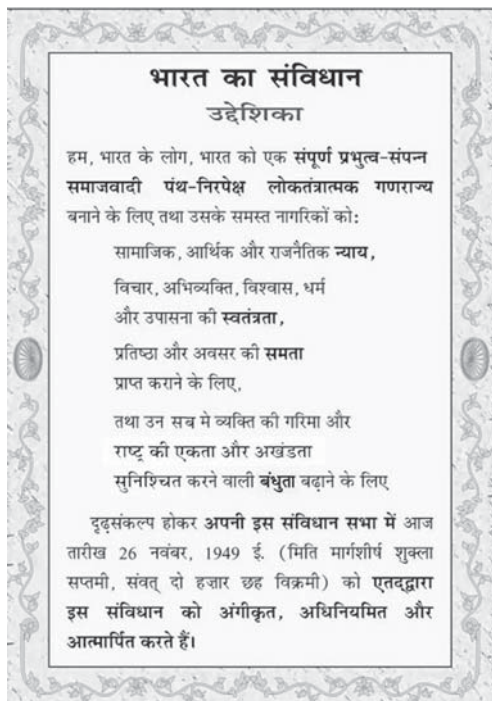 भारत का संविधान
उद्देशिका
हम, भारत के लोग, भारत को एक संपूर्ण प्रभुत्व-संपन्न
समाजवादी पंथ-निरपेक्ष लोकतंत्रात्मक गणराज्य
बनाने के लिए तथा उसके समस्त नागरिकों को:
सामाजिक, आर्थिक और राजनैतिक न्याय,
विचार, अभिव्यक्ति, विश्वास, धर्म
और उपासना की स्वतंत्रता,
प्रतिष्ठा और अवसर की समता
प्राप्त कराने के लिए,
तथा उन सब मे व्यक्ति की गरिमा और
राष्ट्र की एकता और अखंडता
सुनिश्चित करने वाली बंधुता बढ़ाने के लिए
दृढ़संकल्प होकर अपनी इस संविधान सभा में आज
तारीख 26 नवंबर, 1949 ई. (मिति मार्गशीर्ष शुक्ला
सप्तमी, संवत् दो हज़ार छह विक्रमी) को एतद्द्वारा
इस संविधान को अंगीकृत, अधिनियमित और
आत्मार्पित करते हैं।